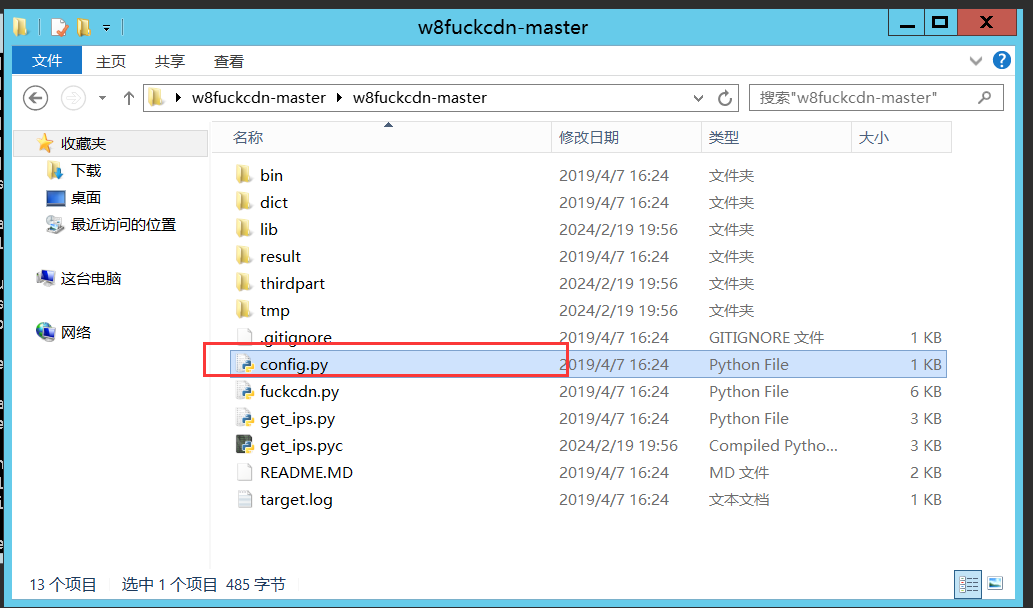 w8fuckcdn-master
文件 主页 共享 查看
w8fuckcdn-master w8fuckcdn-master 搜索"w8fuckcdn-master"
名称 修改日期 类型 大小
收藏夹
下载
桌面
最近访问的位置
这台电脑
网络
bin 2019/4/7 16:24 文件夹
dict 2019/4/7 16:24 文件夹
lib 2024/2/19 19:56 文件夹
result 2019/4/7 16:24 文件夹
thirdpart 2024/2/19 19:56 文件夹
tmp 2024/2/19 19:56 文件夹
.gitignore 2019/4/7 16:24 GITIGNORE 文件 1 KB
config.py 2019/4/7 16:24 Python File 1 KB
fuckcdn.py 2019/4/7 16:24 Python File 6 KB
get_ips.py 2019/4/7 16:24 Python File 3 KB
get_ips.pyc 2024/2/19 19:56 Compiled Pytho... 3 KB
README.MD 2019/4/7 16:24 MD 文件 2 KB
target.log 2019/4/7 16:24 文本文档 1 KB
13 个项目 选中 1 个项目 485 字节